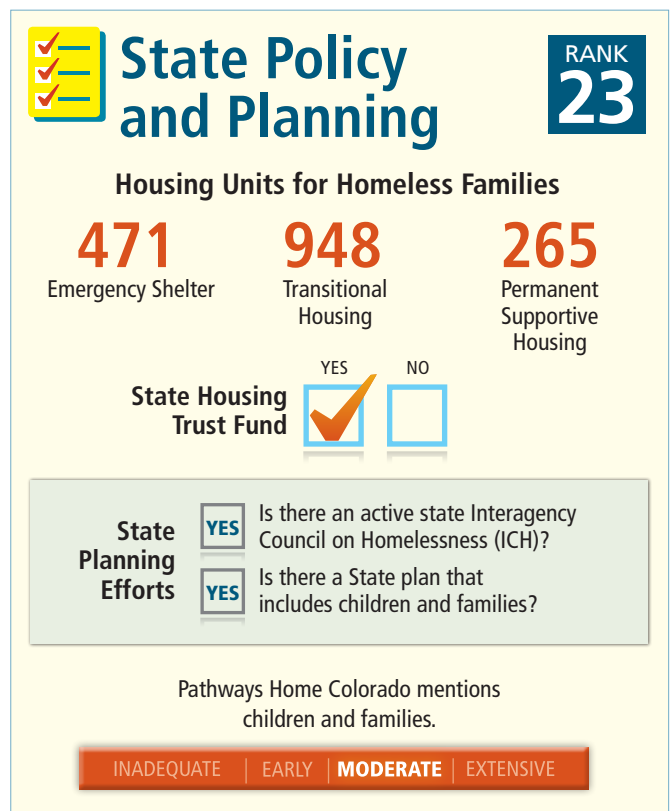 State Policy
and Planning
RANK
23
Housing Units for Homeless Families
471
Emergency Shelter
948
Transitional
Housing
265
Permanent
Supportive
Housing
YES
NO
State Housing
Trust Fund
State
Planning
Efforts
YES
Is there an active state Interagency
Council on Homelessness (ICH)?
YES
Is there a State plan that
includes children and families?
Pathways Home Colorado mentions
children and families.
INADEQUATE | EARLY | MODERATE | EXTENSIVE